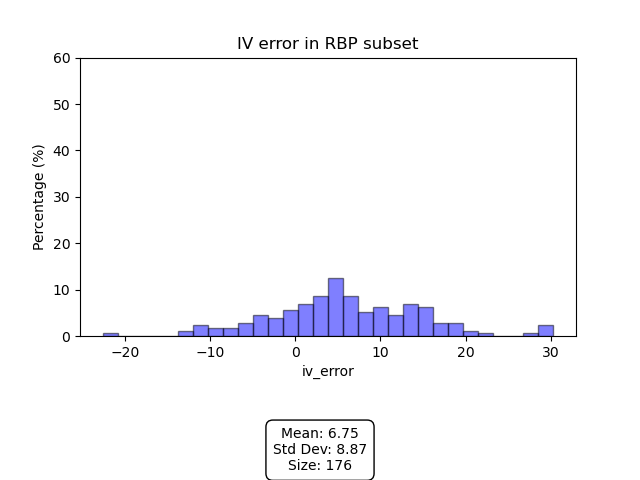 IV error in RBP subset
60
50
40
30
20
10
0
Percentage (%)
−20
−10
0
10
20
30
iv_error
Mean: 6.75
Std Dev: 8.87
Size: 176